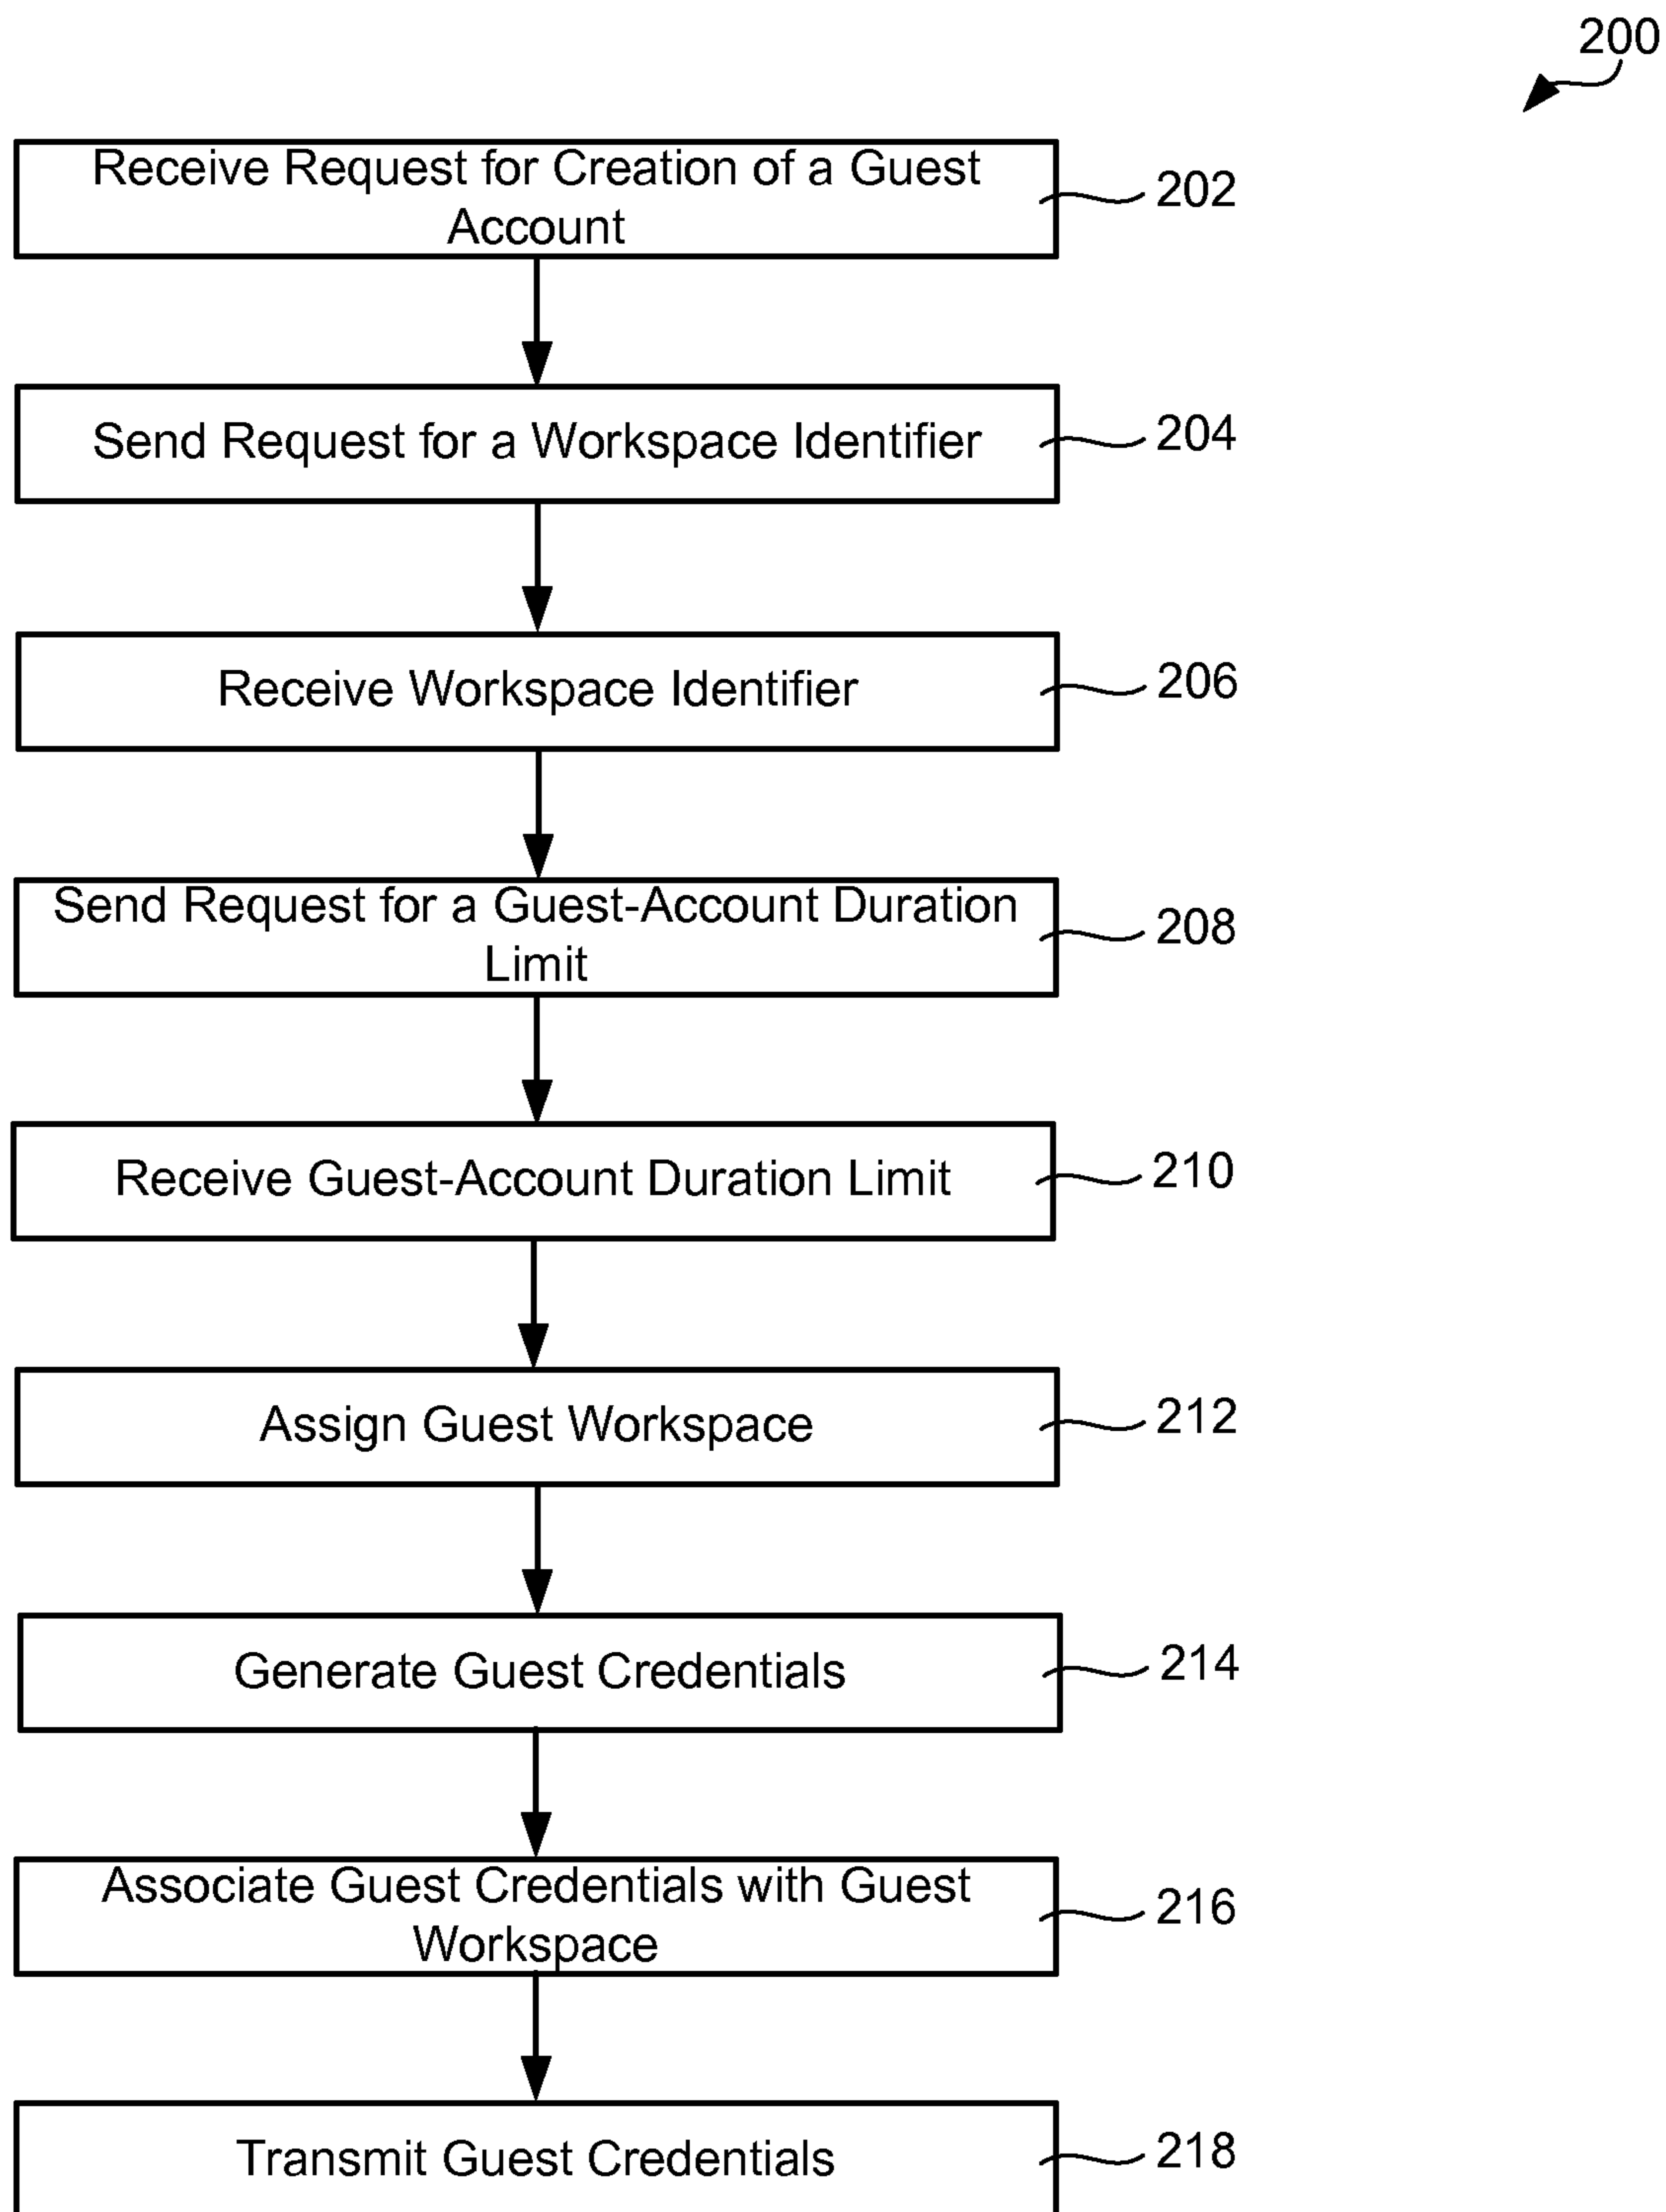 200
Receive Request for Creation of a Guest
Account
202
Send Request for a Workspace Identifier
204
Receive Workspace Identifier
206
Send Request for a Guest-Account Duration
Limit
208
Receive Guest-Account Duration Limit
210
Assign Guest Workspace
212
Generate Guest Credentials
214
Associate Guest Credentials with Guest
Workspace
216
Transmit Guest Credentials
218